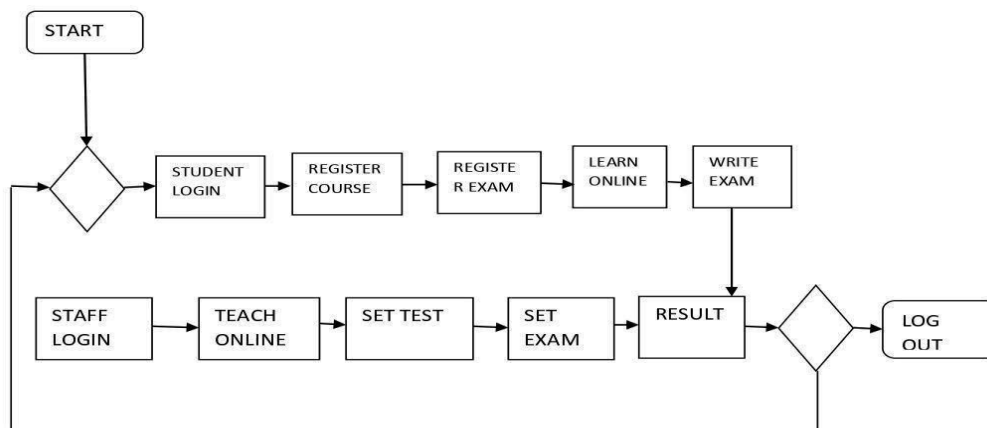 START
STUDENT
LOGIN
REGISTER
COURSE
REGISTE
R EXAM
LEARN
ONLINE
WRITE
EXAM
STAFF
LOGIN
TEACH
ONLINE
SET TEST
SET
EXAM
RESULT
LOG
OUT